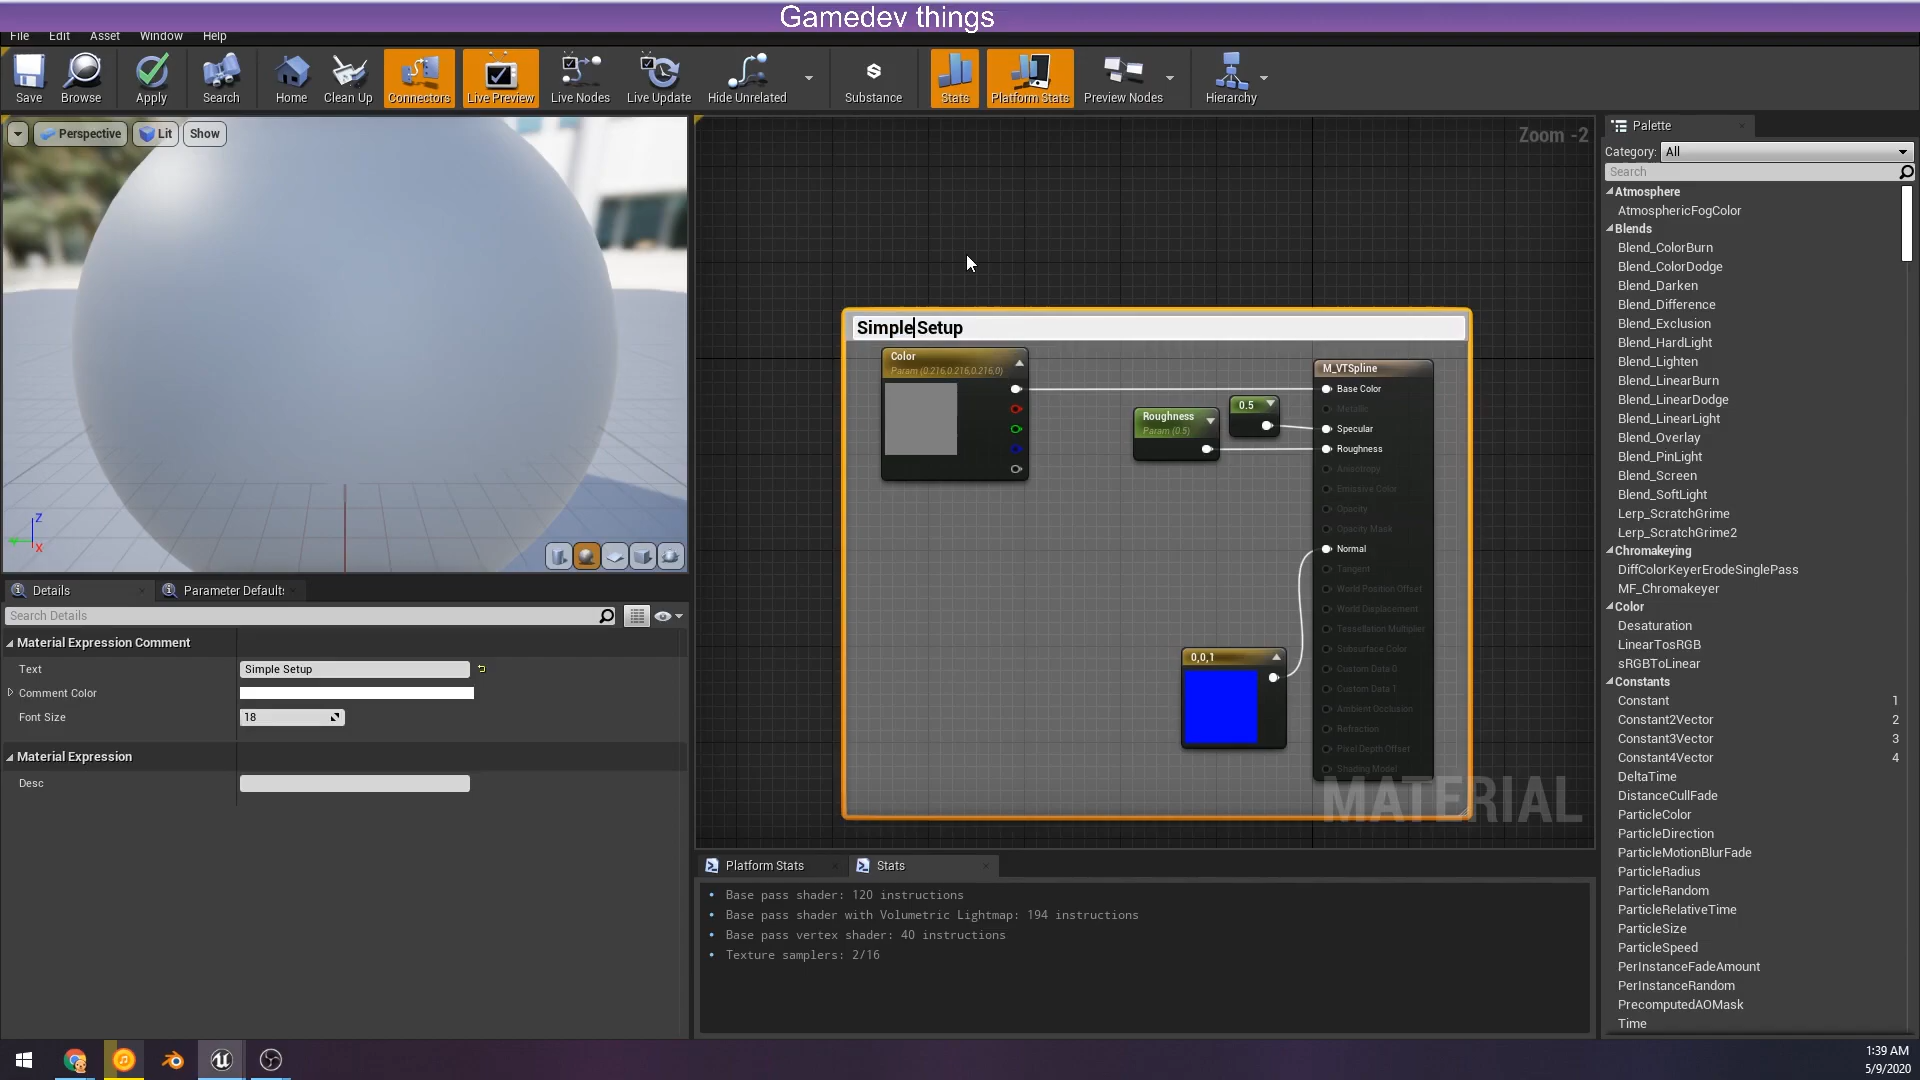 Gamedev things
File Edit Asset Window Help
Save Browse Apply Search Home Clean Up Connectors Live Preview Live Nodes Live Update Hide Unrelated Substance Stats Platform Stats Preview Nodes Hierarchy
Perspective Lit Show
Z
X
Zoom -2
Simple Setup
Color
Param (0.216,0.216,0.216,0)
Roughness
Param (0.5)
0.5
0,0,1
M_VTSpline
Base Color
Metallic
Specular
Roughness
Anisotropy
Emissive Color
Opacity
Opacity Mask
Normal
Tangent
World Position Offset
World Displacement
Tessellation Multiplier
Subsurface Color
Custom Data 0
Custom Data 1
Ambient Occlusion
Refraction
Pixel Depth Offset
Shading Model
MATERIAL
Details Parameter Defaults
Search Details
Material Expression Comment
Text Simple Setup
Comment Color
Font Size 18
Material Expression
Desc
Platform Stats Stats
Base pass shader: 120 instructions
Base pass shader with Volumetric Lightmap: 194 instructions
Base pass vertex shader: 40 instructions
Texture samplers: 2/16
Palette
Category: All
Search
Atmosphere
AtmosphericFogColor
Blends
Blend_ColorBurn
Blend_ColorDodge
Blend_Darken
Blend_Difference
Blend_Exclusion
Blend_HardLight
Blend_Lighten
Blend_LinearBurn
Blend_LinearDodge
Blend_LinearLight
Blend_Overlay
Blend_PinLight
Blend_Screen
Blend_SoftLight
Lerp_ScratchGrime
Lerp_ScratchGrime2
Chromakeying
DiffColorKeyerErodeSinglePass
MF_Chromakeyer
Color
Desaturation
LinearTosRGB
sRGBToLinear
Constants
Constant 1
Constant2Vector 2
Constant3Vector 3
Constant4Vector 4
DeltaTime
DistanceCullFade
ParticleColor
ParticleDirection
ParticleMotionBlurFade
ParticleRadius
ParticleRandom
ParticleRelativeTime
ParticleSize
ParticleSpeed
PerInstanceFadeAmount
PerInstanceRandom
PrecomputedAOMask
Time
1:39 AM
5/9/2020